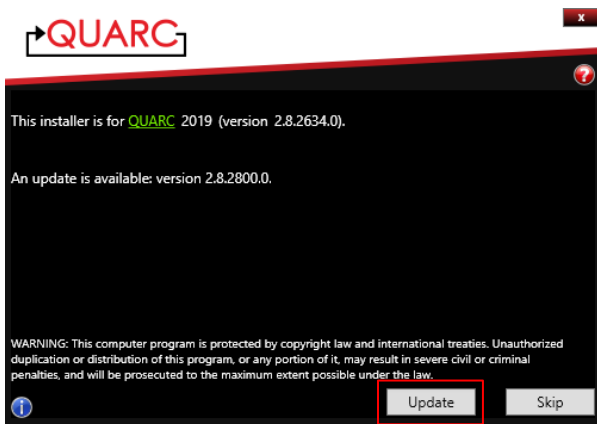 QUARC
x
?
This installer is for QUARC 2019 (version 2.8.2634.0).
An update is available: version 2.8.2800.0.
WARNING: This computer program is protected by copyright law and international treaties. Unauthorized
duplication or distribution of this program, or any portion of it, may result in severe civil or criminal
penalties, and will be prosecuted to the maximum extent possible under the law.
i
Update
Skip